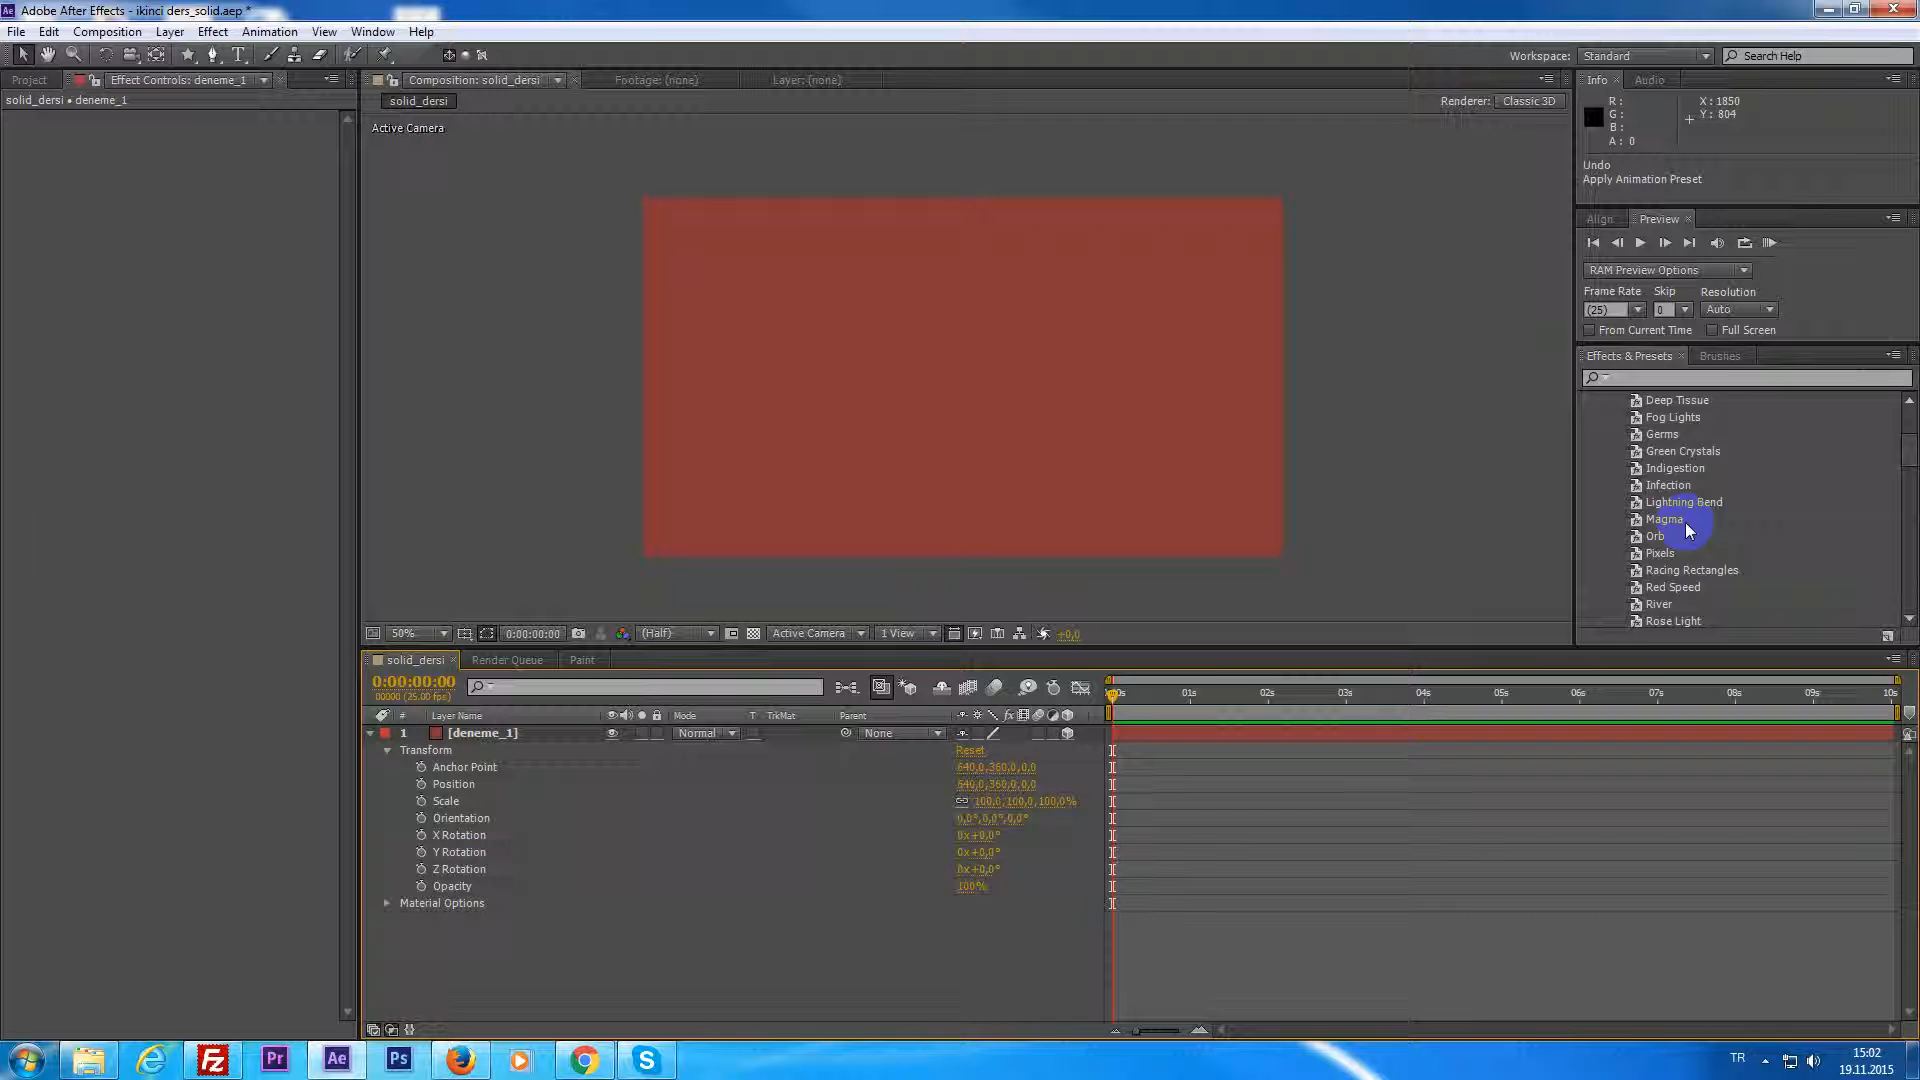 Adobe After Effects - ikinci ders_solid.aep *
File Edit Composition Layer Effect Animation View Window Help
Workspace: Standard Search Help
Project Effect Controls: deneme_1 Composition: solid_dersi Footage: (none) Layer: (none) Info Audio
solid_dersi • deneme_1
solid_dersi
Renderer: Classic 3D
Active Camera
R :
G :
B :
A : 0
X : 1850
Y : 804
Undo
Apply Animation Preset
Align Preview
RAM Preview Options
Frame Rate Skip Resolution
(25) 0 Auto
From Current Time Full Screen
Effects & Presets Brushes
Deep Tissue
Fog Lights
Germs
Green Crystals
Indigestion
Infection
Lightning Bend
Magma
Orb
Pixels
Racing Rectangles
Red Speed
River
Rose Light
50% 0:00:00:00 (Half) Active Camera 1 View +0,0
solid_dersi Render Queue Paint
0:00:00:00
00000 (25.00 fps)
01s 02s 03s 04s 05s 06s 07s 08s 09s 10s
# Layer Name Mode T TrkMat Parent
1 [deneme_1] Normal None
Transform Reset
Anchor Point 640,0,360,0,0,0
Position 640,0,360,0,0,0
Scale 100,0,100,0,100,0%
Orientation 0,0°,0,0°,0,0°
X Rotation 0x+0,0°
Y Rotation 0x+0,0°
Z Rotation 0x+0,0°
Opacity 100%
Material Options
Fz Pr Ae Ps
TR
15:02
19.11.2015